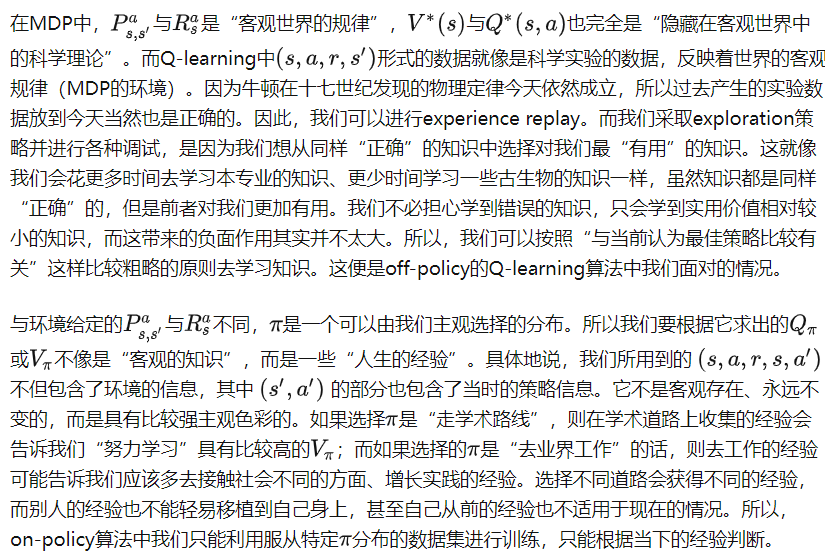 在MDP中，$P^a_{s,s'}$与$R^a_s$是“客观世界的规律”，$V^*(s)$与$Q^*(s,a)$也完全是“隐藏在客观世界中
的科学理论”。而Q-learning中$(s,a,r,s')$形式的数据就像是科学实验的数据，反映着世界的客观
规律（MDP的环境）。因为牛顿在十七世纪发现的物理定律今天依然成立，所以过去产生的实验数
据放到今天当然也是正确的。因此，我们可以进行experience replay。而我们采取exploration策
略并进行各种调试，是因为我们想从同样“正确”的知识中选择对我们最“有用”的知识。这就像
我们会花更多时间去学习本专业的知识、更少时间学习一些古生物的知识一样，虽然知识都是同样
“正确”的，但是前者对我们更加有用。我们不必担心学到错误的知识，只会学到实用价值相对较
小的知识，而这带来的负面作用其实并不太大。所以，我们可以按照“与当前认为最佳策略比较有
关”这样比较粗略的原则去学习知识。这便是off-policy的Q-learning算法中我们面对的情况。
与环境给定的$P^a_{s,s'}$与$R^a_s$不同，$\pi$是一个可以由我们主观选择的分布。所以我们要根据它求出的$Q_\pi$
或$V_\pi$不像是“客观的知识”，而是一些“人生的经验”。具体地说，我们所用到的 $(s,a,r,s,a')$
不但包含了环境的信息，其中 $(s',a')$ 的部分也包含了当时的策略信息。它不是客观存在、永远不
变的，而是具有比较强主观色彩的。如果选择$\pi$是“走学术路线”，则在学术道路上收集的经验会
告诉我们“努力学习”具有比较高的$V_\pi$；而如果选择的$\pi$是“去业界工作”的话，则去工作的经验
可能告诉我们应该多去接触社会不同的方面、增长实践的经验。选择不同道路会获得不同的经验，
而别人的经验也不能轻易移植到自己身上，甚至自己从前的经验也不适用于现在的情况。所以，
on-policy算法中我们只能利用服从特定$\pi$分布的数据集进行训练，只能根据当下的经验判断。